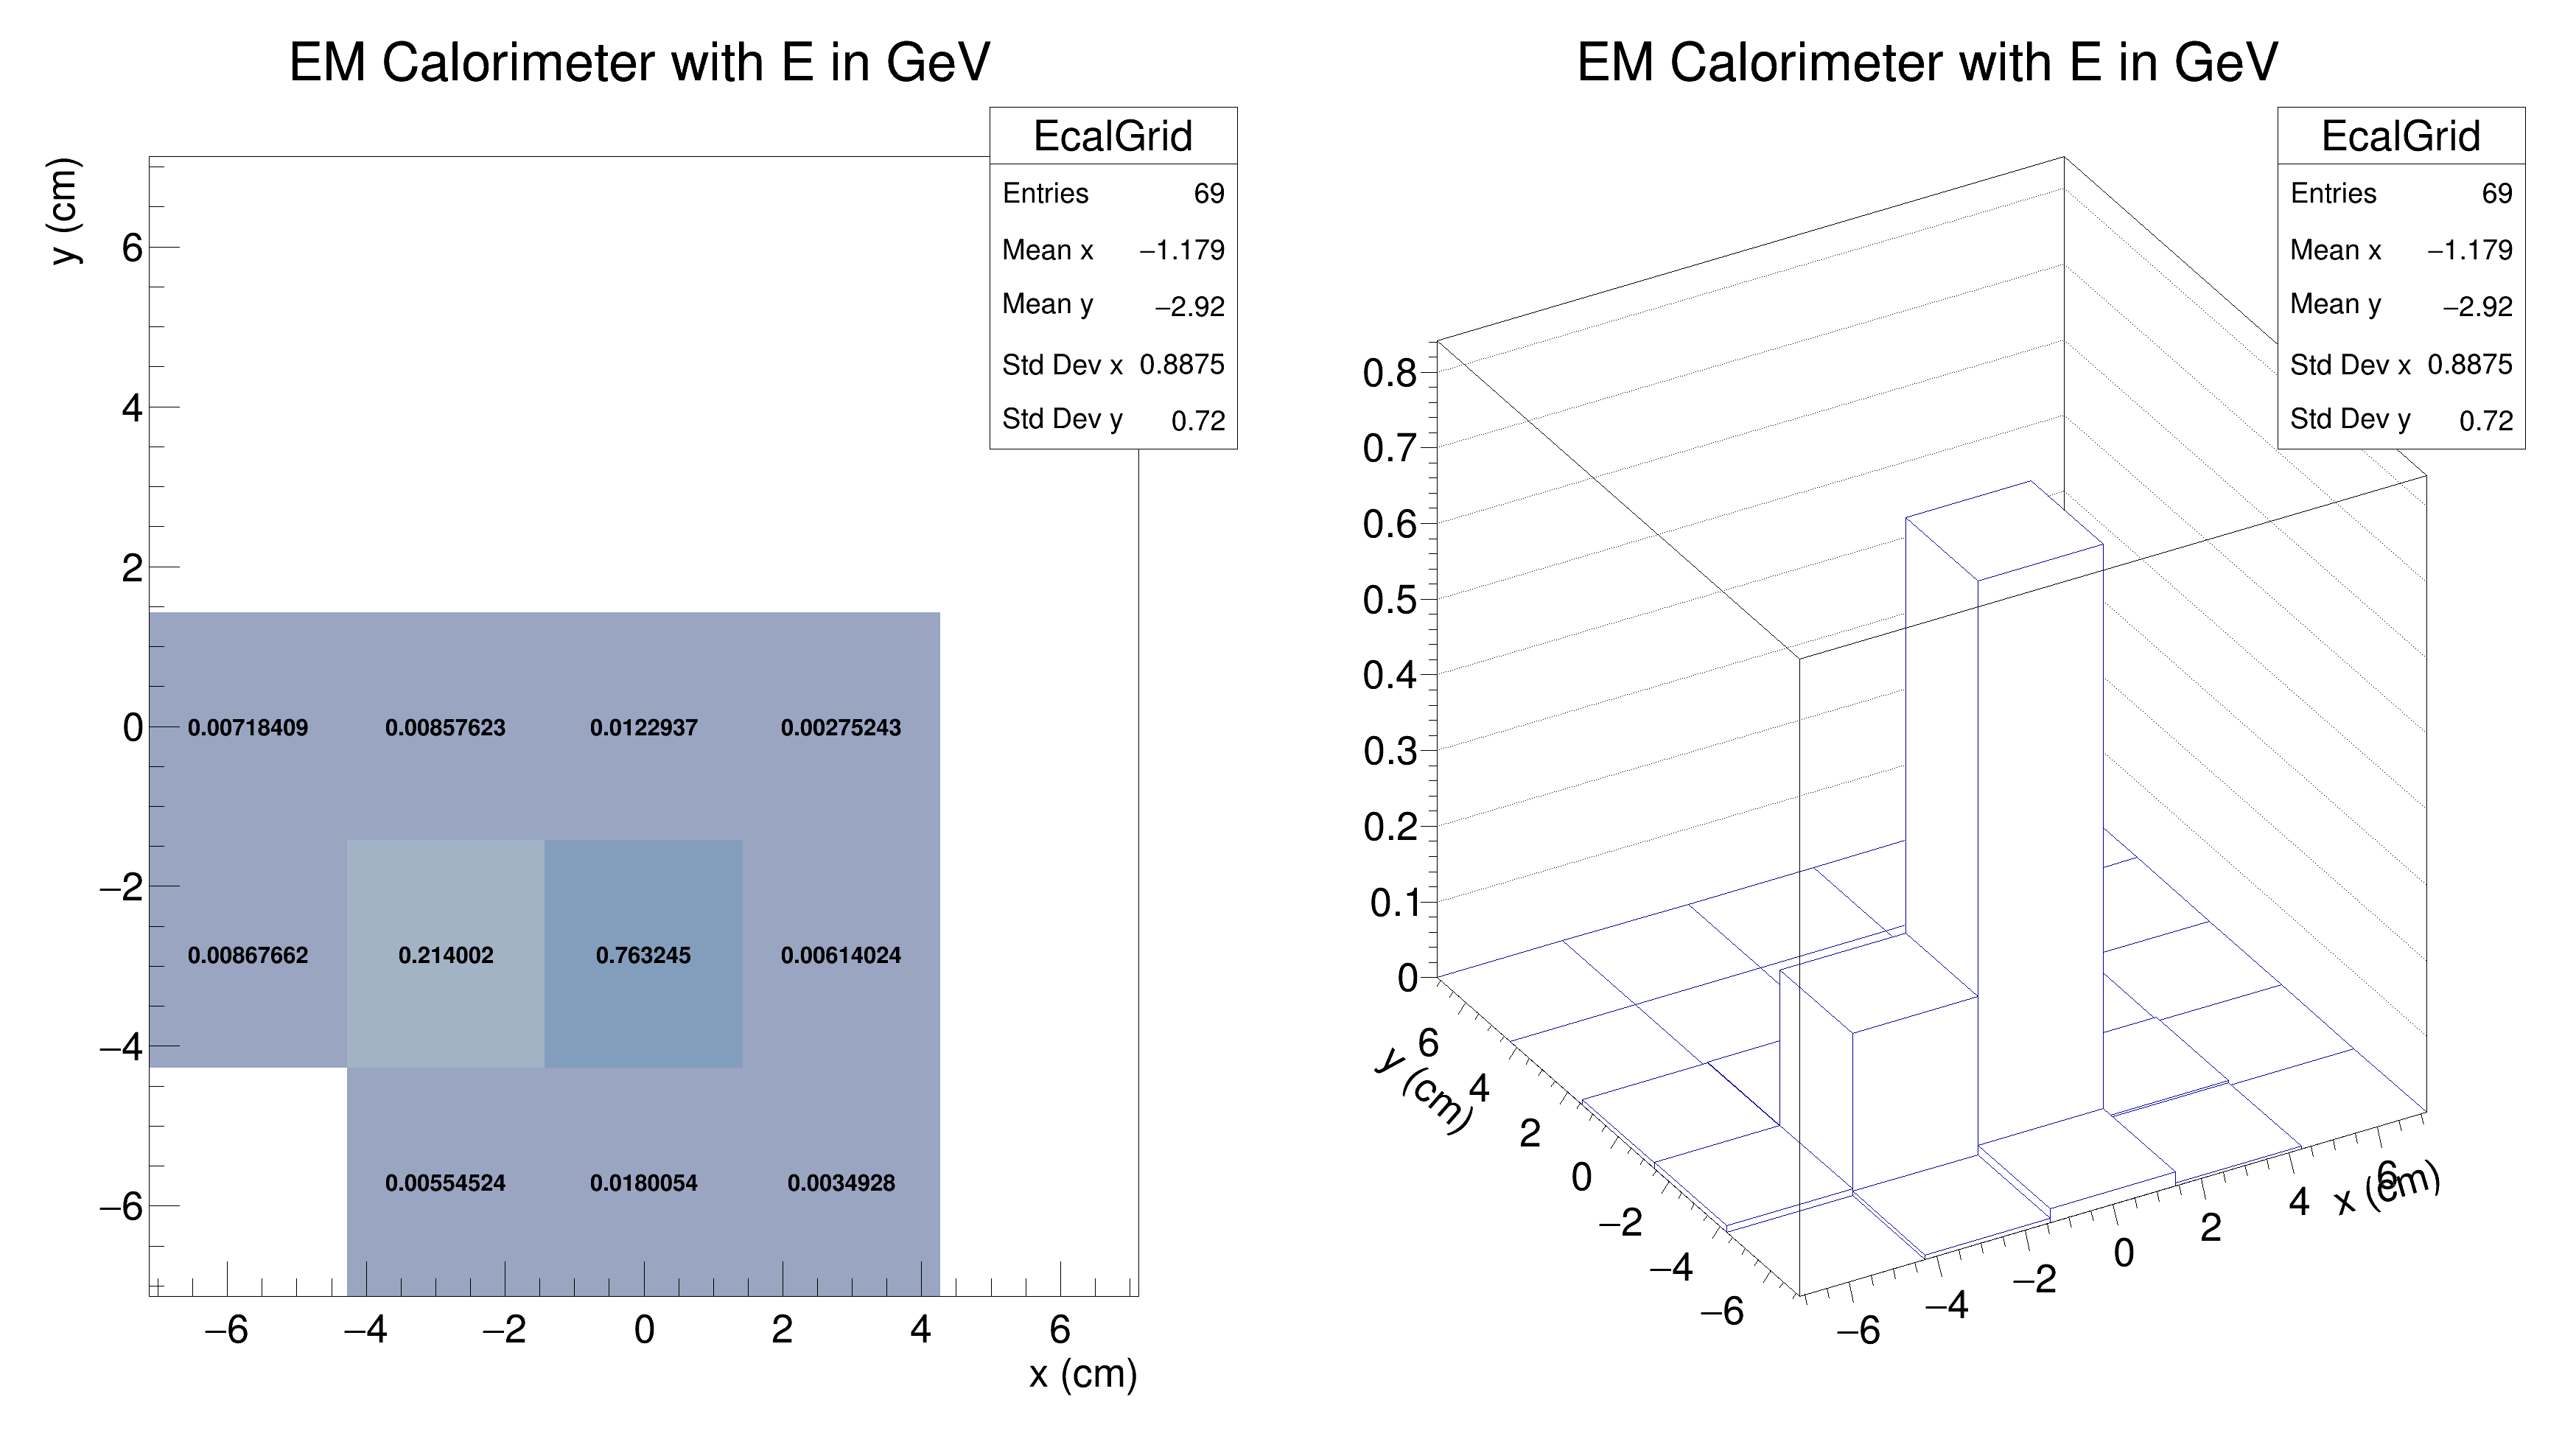 EM Calorimeter with E in GeV
EcalGrid
Entries 69
Mean x −1.179
Mean y −2.92
Std Dev x 0.8875
Std Dev y 0.72
y (cm)
6
4
2
0
−2
−4
−6
0.00718409 0.00857623 0.0122937 0.00275243
0.00867662 0.214002 0.763245 0.00614024
0.00554524 0.0180054 0.0034928
−6 −4 −2 0 2 4 6
x (cm)
EM Calorimeter with E in GeV
EcalGrid
Entries 69
Mean x −1.179
Mean y −2.92
Std Dev x 0.8875
Std Dev y 0.72
0.8
0.7
0.6
0.5
0.4
0.3
0.2
0.1
0
y (cm)
6
4
2
0
−2
−4
−6
−6 −4 −2 0 2 4 6
x (cm)